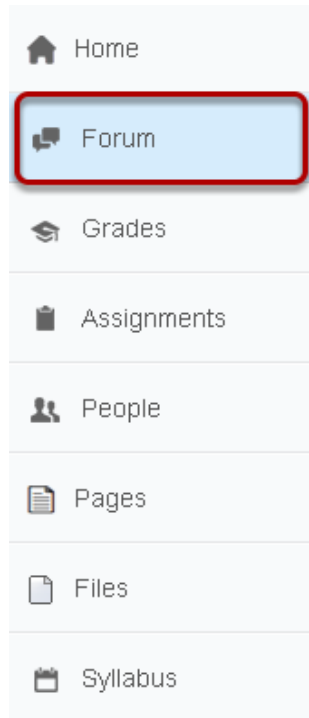 Home
Forum
Grades
Assignments
People
Pages
Files
Syllabus